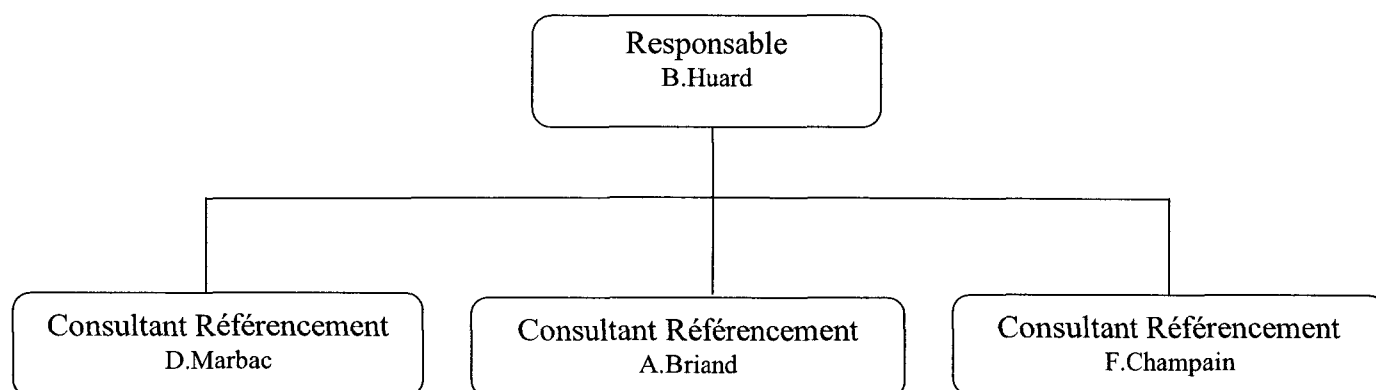 Responsable
B.Huard
Consultant Référencement
D.Marbac
Consultant Référencement
A.Briand
Consultant Référencement
F.Champain